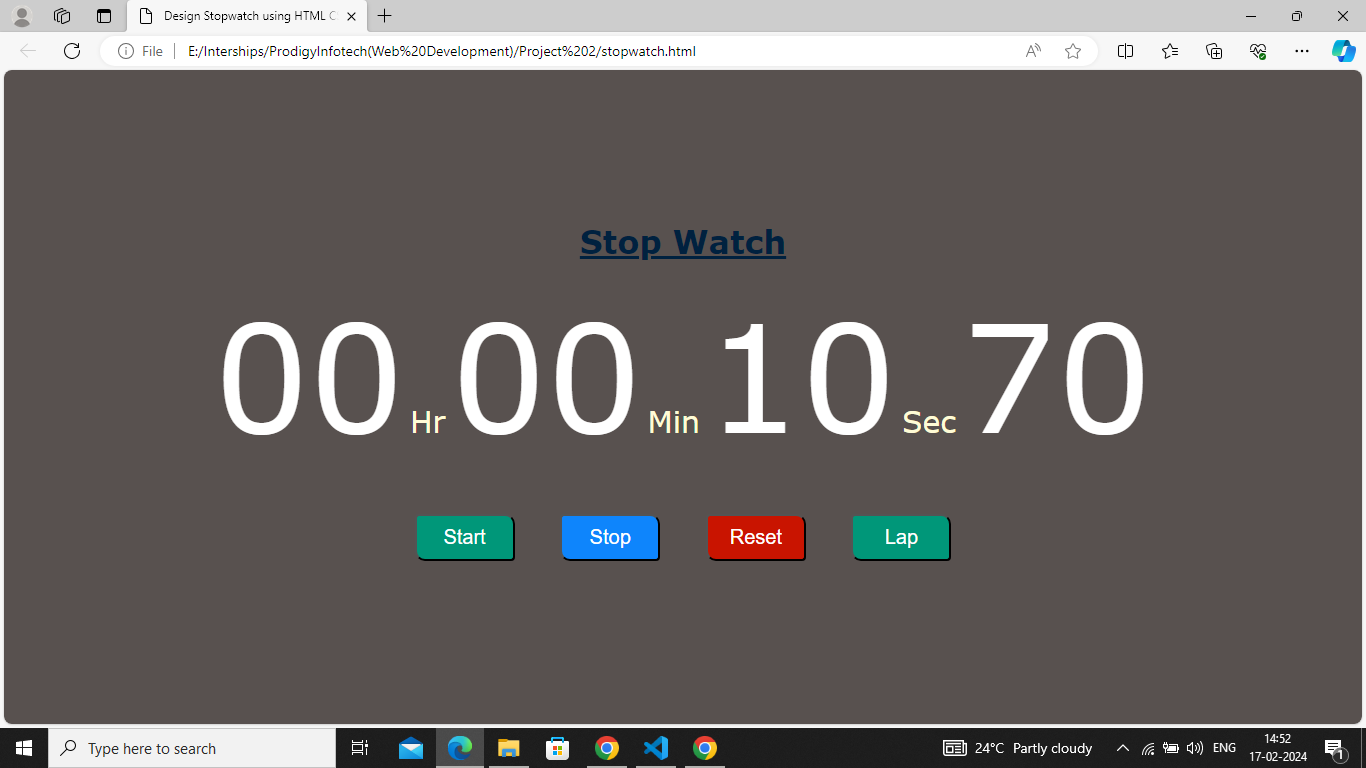 Design Stopwatch using HTML C
File
E:/Interships/ProdigyInfotech(Web%20Development)/Project%202/stopwatch.html
Stop Watch
00 Hr 00 Min 10 Sec 70
Start Stop Reset Lap
Type here to search
24°C Partly cloudy
ENG
14:52
17-02-2024
1